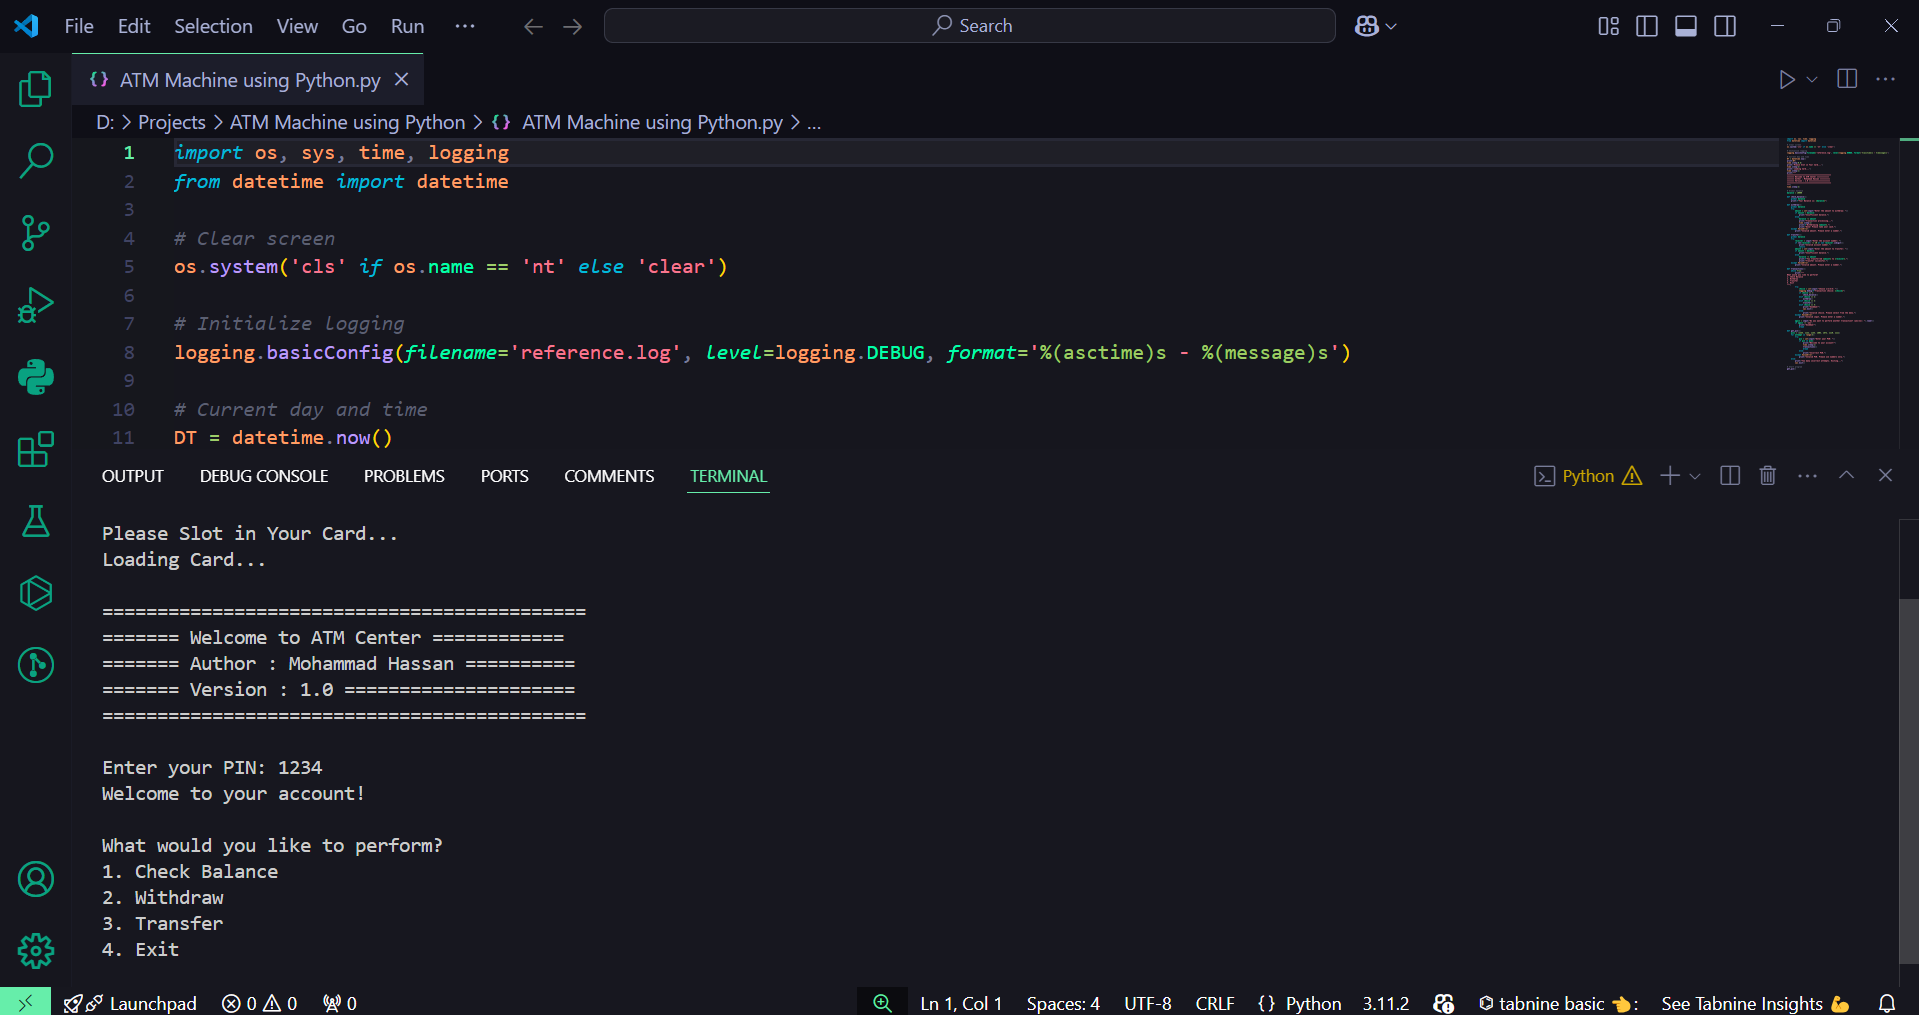 File Edit Selection View Go Run ··· Search
ATM Machine using Python.py
D: > Projects > ATM Machine using Python > {} ATM Machine using Python.py > ...
1 import os, sys, time, logging
2 from datetime import datetime
3
4 # Clear screen
5 os.system('cls' if os.name == 'nt' else 'clear')
6
7 # Initialize logging
8 logging.basicConfig(filename='reference.log', level=logging.DEBUG, format='%(asctime)s - %(message)s')
9
10 # Current day and time
11 DT = datetime.now()
OUTPUT DEBUG CONSOLE PROBLEMS PORTS COMMENTS TERMINAL Python
Please Slot in Your Card...
Loading Card...
============================================
======= Welcome to ATM Center ============
======= Author : Mohammad Hassan ==========
======= Version : 1.0 =====================
============================================
Enter your PIN: 1234
Welcome to your account!
What would you like to perform?
1. Check Balance
2. Withdraw
3. Transfer
4. Exit
Launchpad 0 0 0 Ln 1, Col 1 Spaces: 4 UTF-8 CRLF {} Python 3.11.2 tabnine basic 👈: See Tabnine Insights 💪